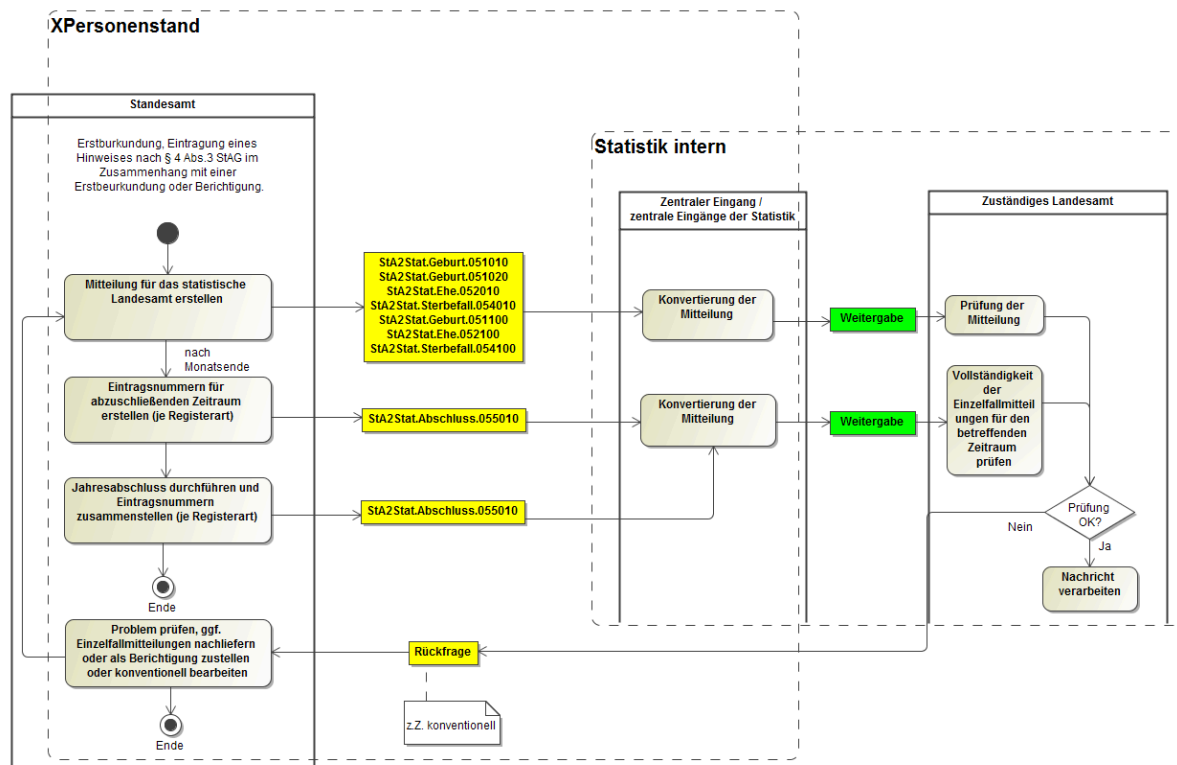 XPersonenstand
Standesamt
Erstburkundung, Eintragung eines
Hinweises nach § 4 Abs.3 StAG im
Zusammenhang mit einer
Erstbeurkundung oder Berichtigung.
Mitteilung für das statistische
Landesamt erstellen
nach
Monatsende
Eintragsnummern für
abzuschließenden Zeitraum
erstellen (je Registerart)
Jahresabschluss durchführen und
Eintragsnummern
zusammenstellen (je Registerart)
Ende
Problem prüfen, ggf.
Einzelfallmitteilungen nachliefern
oder als Berichtigung zustellen
oder konventionell bearbeiten
Ende
StA2Stat.Geburt.051010
StA2Stat.Geburt.051020
StA2Stat.Ehe.052010
StA2Stat.Sterbefall.054010
StA2Stat.Geburt.051100
StA2Stat.Ehe.052100
StA2Stat.Sterbefall.054100
StA2Stat.Abschluss.055010
StA2Stat.Abschluss.055010
Rückfrage
z.Z. konventionell
Statistik intern
Zentraler Eingang /
zentrale Eingänge der Statistik
Konvertierung der
Mitteilung
Konvertierung der
Mitteilung
Weitergabe
Weitergabe
Zuständiges Landesamt
Prüfung der
Mitteilung
Vollständigkeit
der
Einzelfallmitteil
ungen für den
betreffenden
Zeitraum
prüfen
Prüfung
OK?
Nein
Ja
Nachricht
verarbeiten